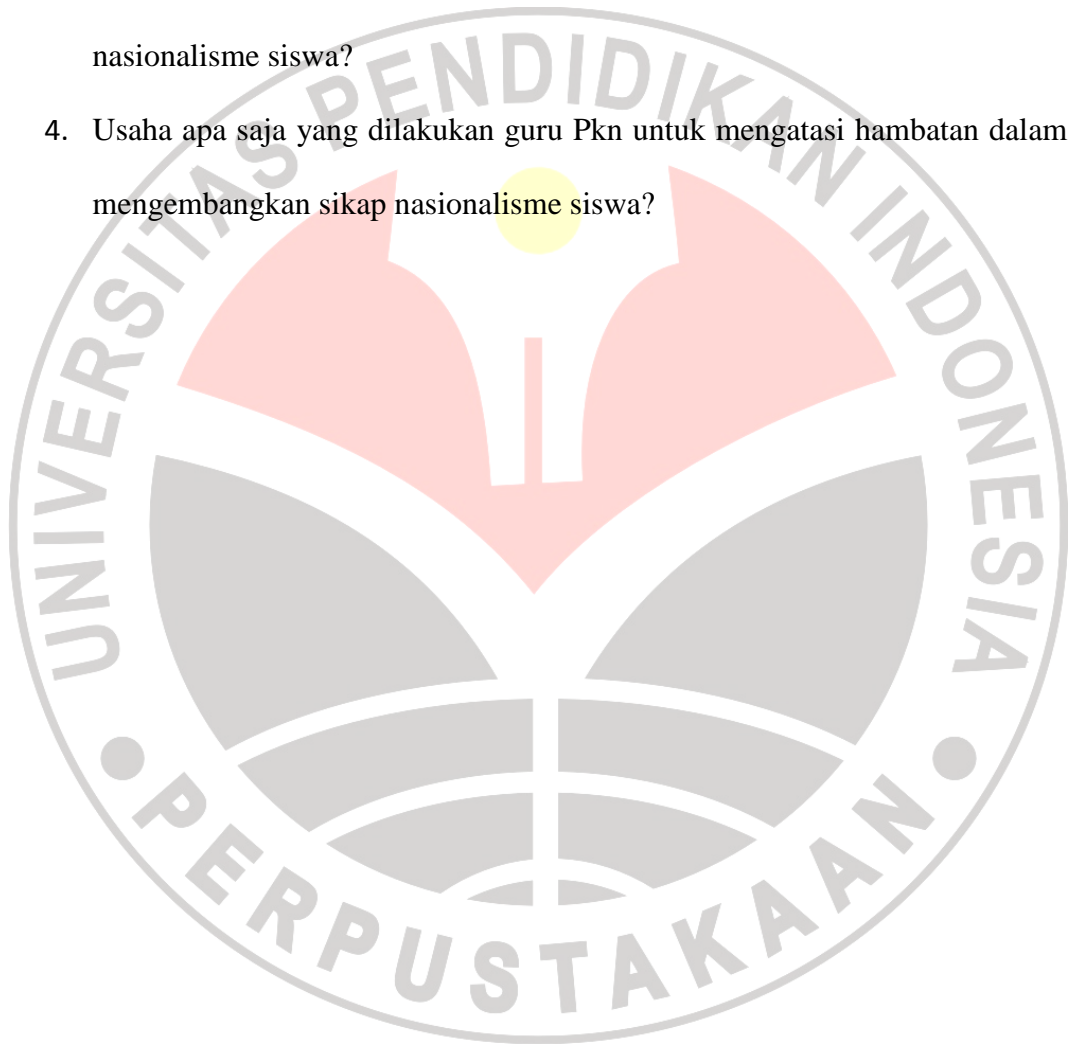 nasionalisme siswa?
4. Usaha apa saja yang dilakukan guru Pkn untuk mengatasi hambatan dalam
mengembangkan sikap nasionalisme siswa?
UNIVERSITAS PENDIDIKAN INDONESIA
PERPUSTAKAAN